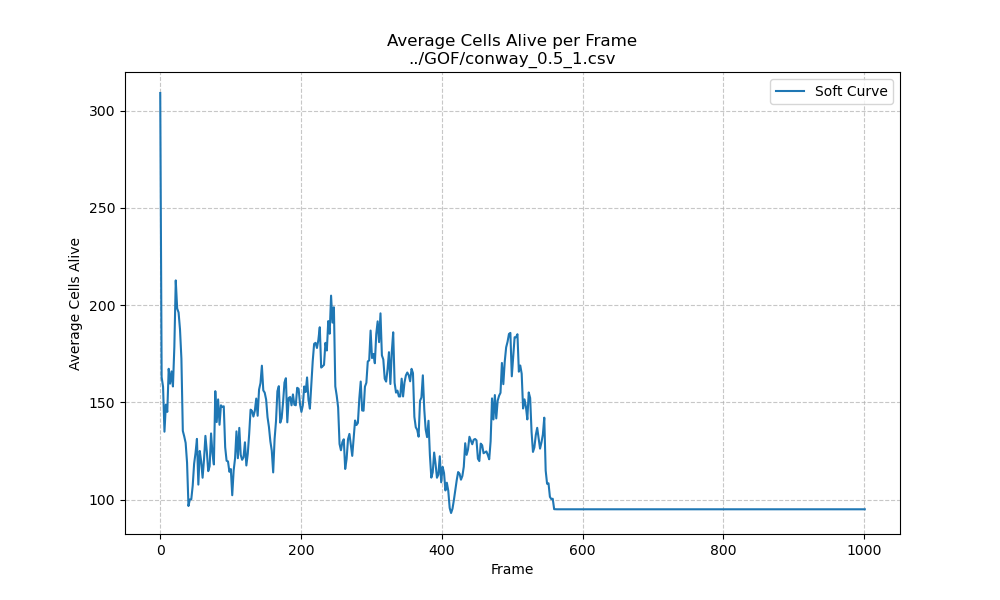 Average Cells Alive per Frame
../GOF/conway_0.5_1.csv
Soft Curve
Average Cells Alive
300
250
200
150
100
0 200 400 600 800 1000
Frame